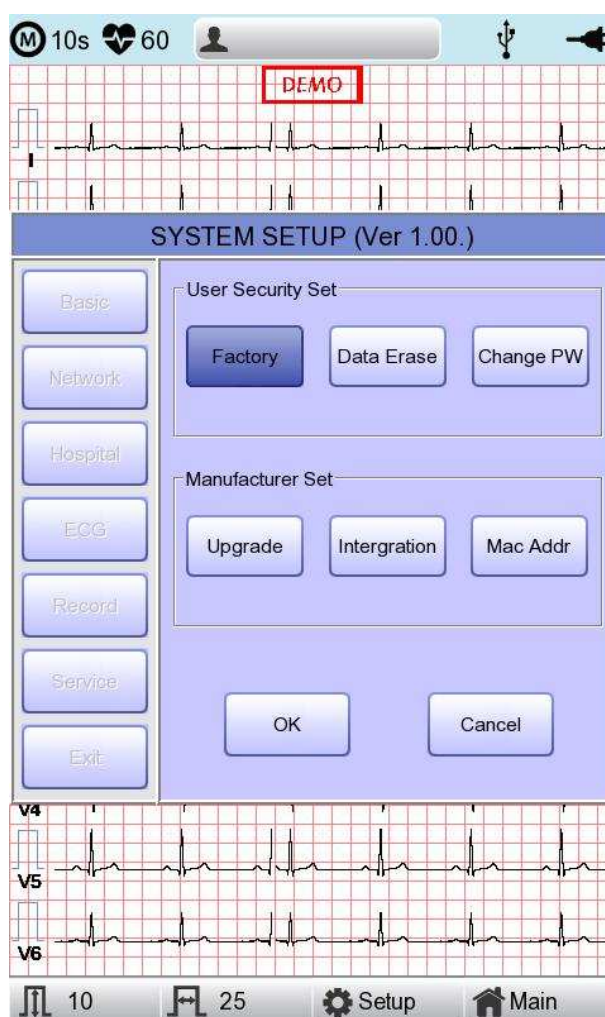 M 10s 60
DEMO
I
SYSTEM SETUP (Ver 1.00.)
Basic
Network
Hospital
ECG
Record
Service
Exit
User Security Set
Factory Data Erase Change PW
Manufacturer Set
Upgrade Intergration Mac Addr
OK Cancel
V4
V5
V6
10 25 Setup Main